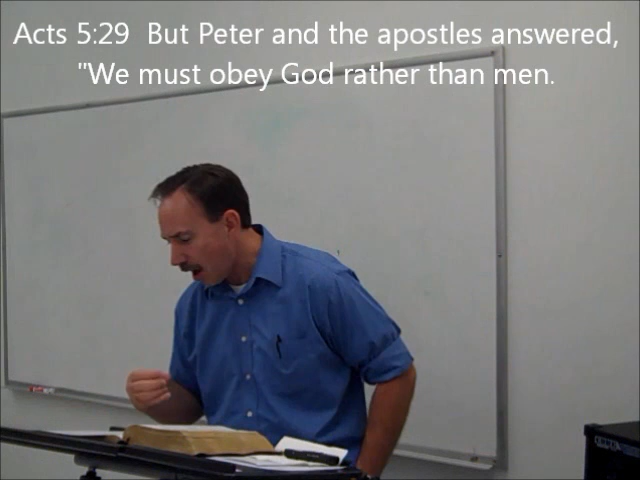 Acts 5:29  But Peter and the apostles answered,
"We must obey God rather than men.